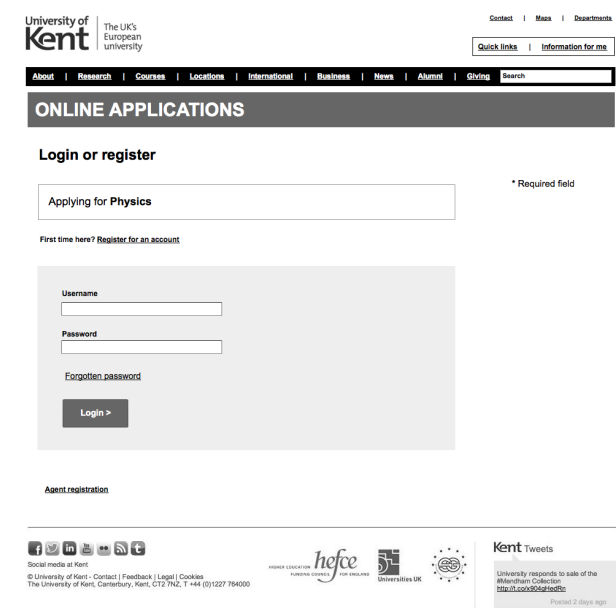 University of
Kent
The UK's
European
university
Contact | Maps | Departments
Quick links | Information for me
About | Research | Courses | Locations | International | Business | News | Alumni | Giving
Search
ONLINE APPLICATIONS
Login or register
* Required field
Applying for Physics
First time here? Register for an account
Username
Password
Forgotten password
Login >
Agent registration
Social media at Kent
© University of Kent - Contact | Feedback | Legal | Cookies
The University of Kent, Canterbury, Kent, CT2 7NZ, T +44 (0)1227 764000
HIGHER EDUCATION
hefce
FUNDING COUNCIL FOR ENGLAND
Universities UK
Kent Tweets
University responds to sale of the
#Mendham Collection
http://t.co/x904gHedRn
Posted 2 days ago